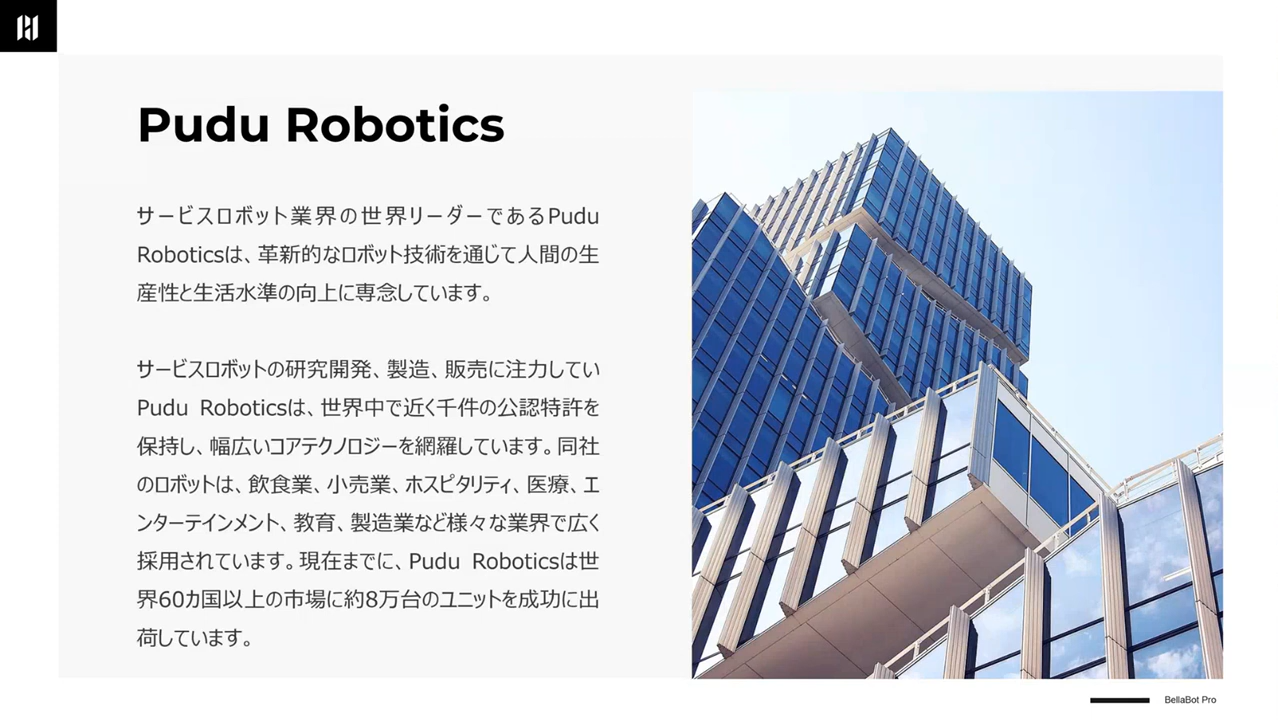 Pudu Robotics
サービスロボット業界の世界リーダーであるPudu
Roboticsは、革新的なロボット技術を通じて人間の生
産性と生活水準の向上に専念しています。
サービスロボットの研究開発、製造、販売に注力してい
Pudu Roboticsは、世界中で近く千件の公認特許を
保持し、幅広いコアテクノロジーを網羅しています。同社
のロボットは、飲食業、小売業、ホスピタリティ、医療、エ
ンターテインメント、教育、製造業など様々な業界で広く
採用されています。現在までに、Pudu Roboticsは世
界60カ国以上の市場に約8万台のユニットを成功に出
荷しています。
BellaBot Pro